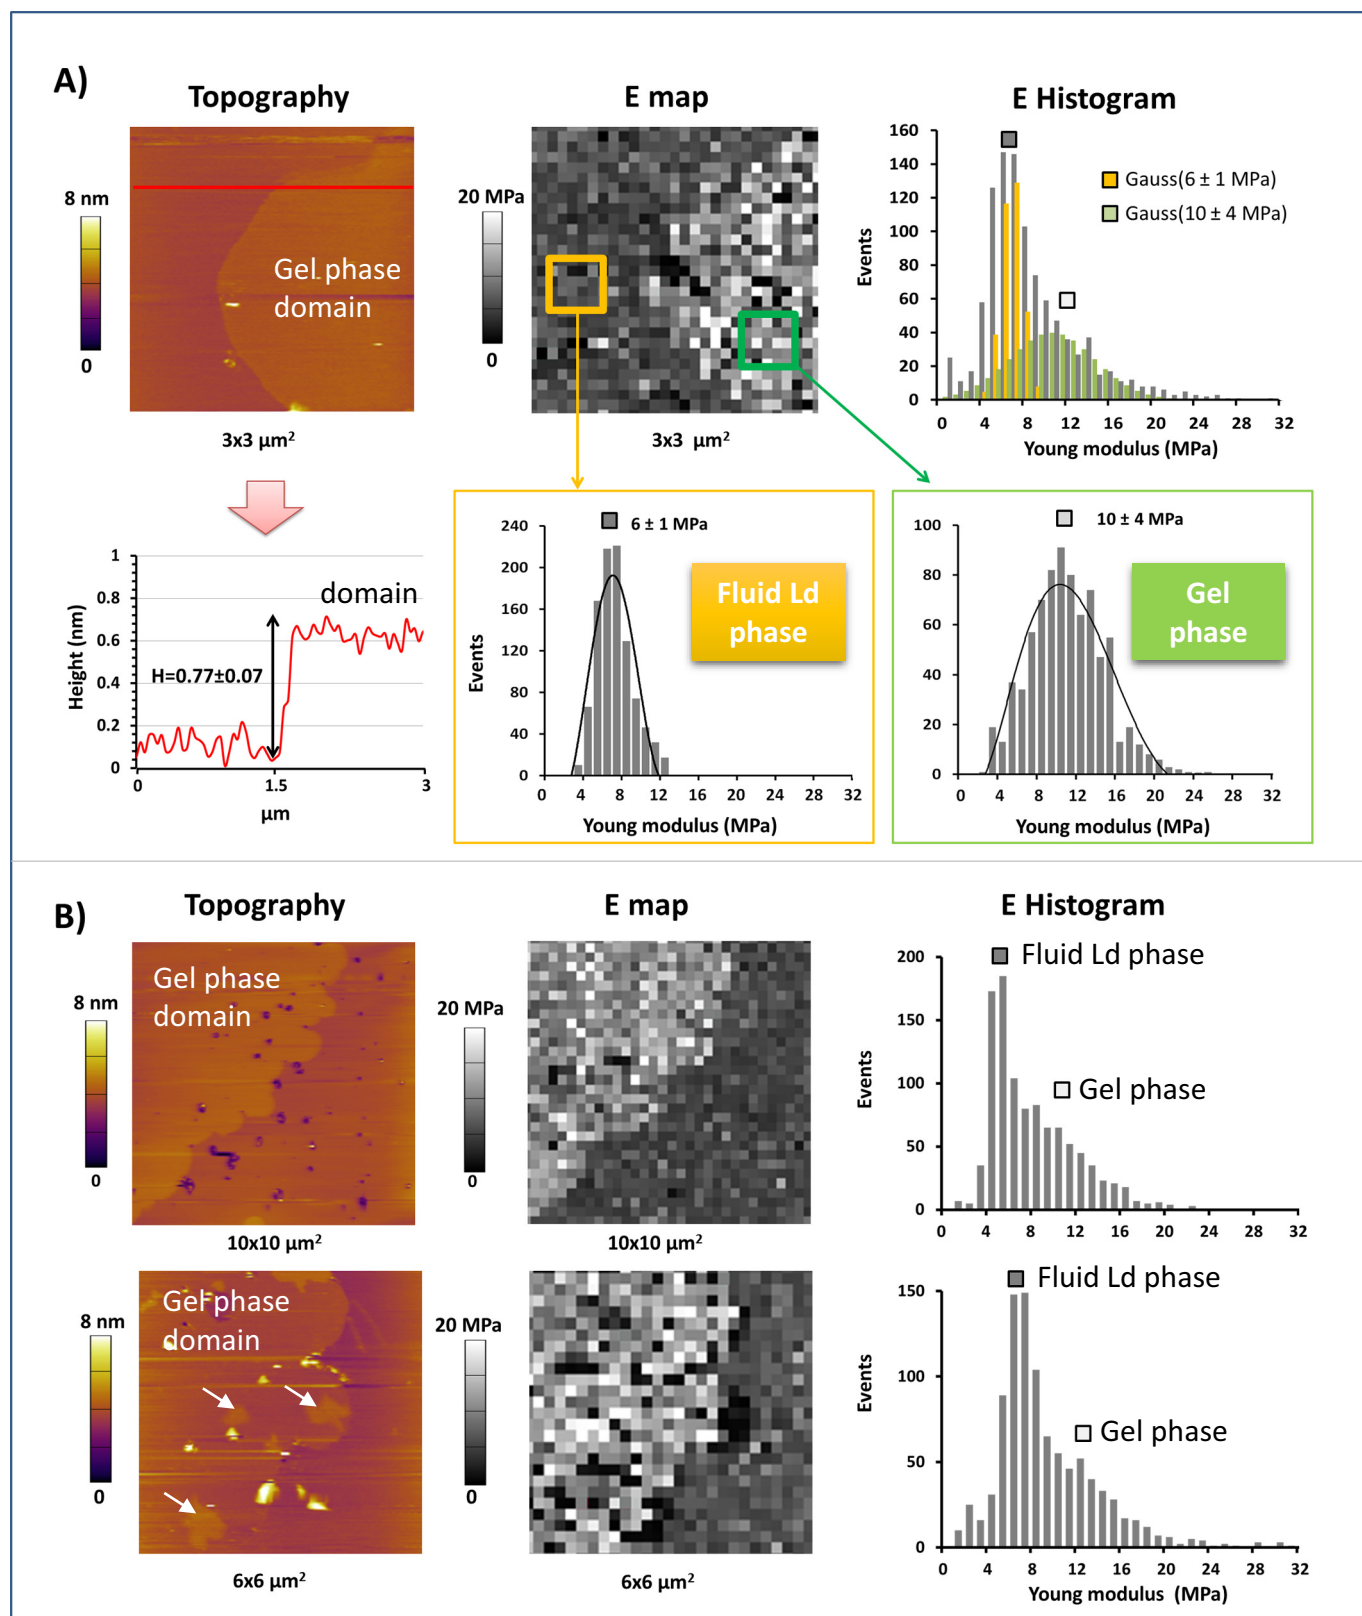 A)
Topography
E map
E Histogram
8 nm
0
Gel phase
domain
3x3 µm²
20 MPa
0
3x3 µm²
Events
160
140
120
100
80
60
40
20
0
Gauss(6 ± 1 MPa)
Gauss(10 ± 4 MPa)
0 4 8 12 16 20 24 28 32
Young modulus (MPa)
Height (nm)
1
0.8
0.6
0.4
0.2
0
domain
H=0.77±0.07
0 1.5 3
µm
6 ± 1 MPa
Events
240
200
160
120
80
40
0
Fluid Ld
phase
0 4 8 12 16 20 24 28 32
Young modulus (MPa)
10 ± 4 MPa
100
80
60
40
20
0
Gel
phase
0 4 8 12 16 20 24 28 32
Young modulus (MPa)
B)
Topography
E map
E Histogram
8 nm
0
Gel phase
domain
10x10 µm²
20 MPa
0
10x10 µm²
Fluid Ld phase
Gel phase
Events
200
150
100
50
0
0 4 8 12 16 20 24 28 32
8 nm
0
Gel phase
domain
6x6 µm²
20 MPa
0
6x6 µm²
Fluid Ld phase
Gel phase
Events
150
100
50
0
0 4 8 12 16 20 24 28 32
Young modulus (MPa)